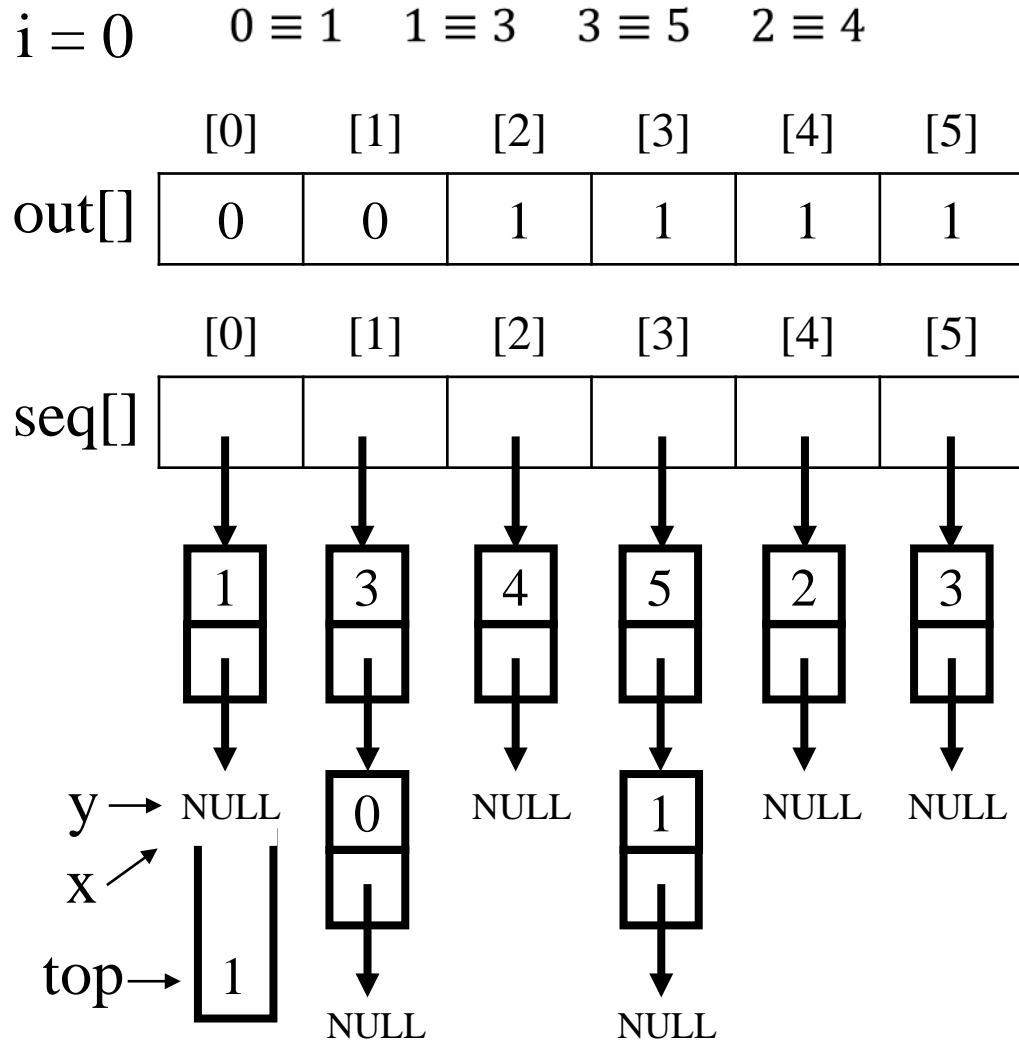 i = 0 0 ≡ 1 1 ≡ 3 3 ≡ 5 2 ≡ 4
[0] [1] [2] [3] [4] [5]
out[] 0 0 1 1 1 1
[0] [1] [2] [3] [4] [5]
seq[]
1 3 4 5 2 3
y NULL 0 NULL 1 NULL NULL
x
top 1
NULL NULL